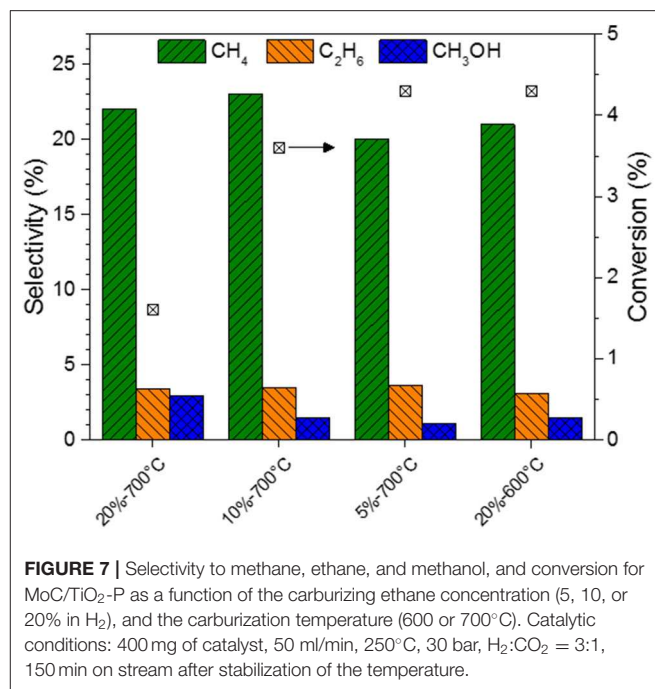 CH₄ C₂H₆ CH₃OH
Selectivity (%)
25
20
15
10
5
0
Conversion (%)
5
4
3
2
1
0
20%-700°C
10%-700°C
5%-700°C
20%-600°C
FIGURE 7 | Selectivity to methane, ethane, and methanol, and conversion for
MoC/TiO₂-P as a function of the carburizing ethane concentration (5, 10, or
20% in H₂), and the carburization temperature (600 or 700°C). Catalytic
conditions: 400 mg of catalyst, 50 ml/min, 250°C, 30 bar, H₂:CO₂ = 3:1,
150 min on stream after stabilization of the temperature.